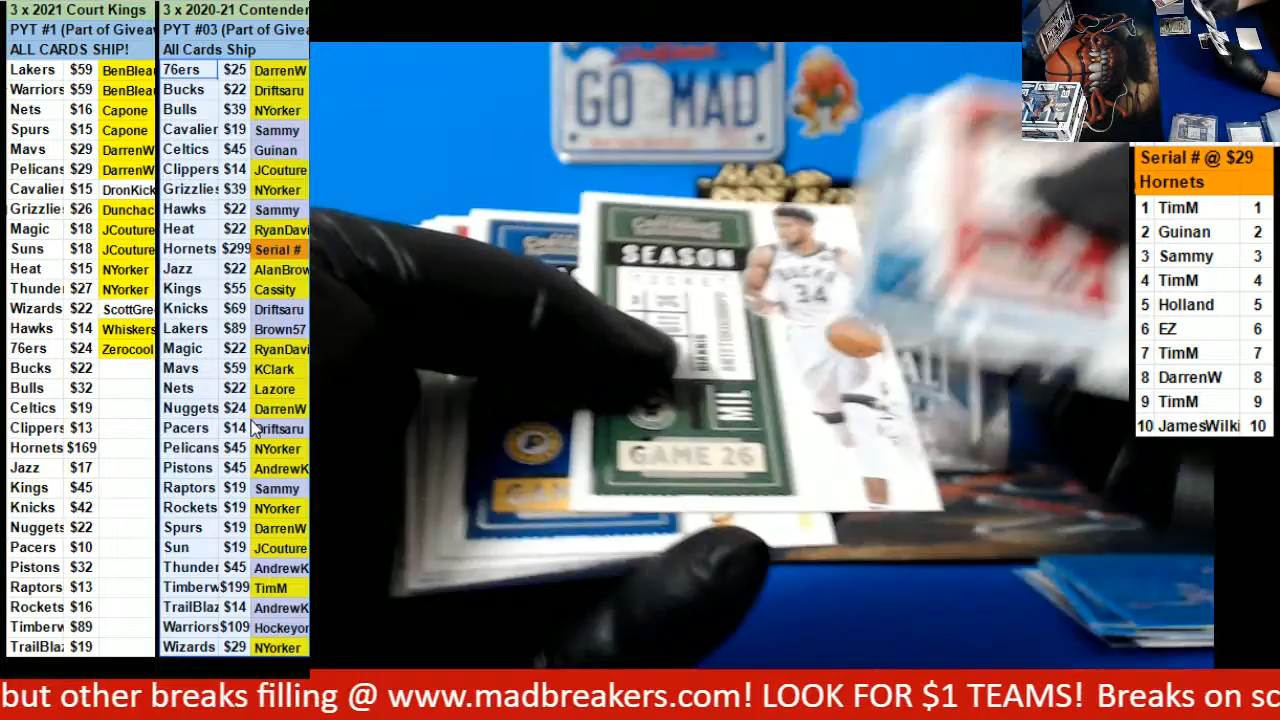 3 x 2021 Court Kings
PYT #1 (Part of Giveav
ALL CARDS SHIP!
Lakers $59 BenBlea
Warriors $59 BenBlea
Nets $16 Capone
Spurs $15 Capone
Mavs $29 DarrenW
Pelicans $29 DarrenW
Cavalier $15 DronKick
Grizzlie $26 Dunchac
Magic $18 JCouture
Suns $18 JCouture
Heat $15 NYorker
Thunde $27 NYorker
Wizards $22 ScottGre
Hawks $14 Whiskers
76ers $24 Zerocool
Bucks $22
Bulls $32
Celtics $19
Clippers $13
Hornets $169
Jazz $17
Kings $45
Knicks $42
Nuggets $22
Pacers $10
Pistons $32
Raptors $13
Rockets $16
Timberw $89
TrailBlaz $19
3 x 2020-21 Contender
PYT #03 (Part of Givea
All Cards Ship
76ers $25 DarrenW
Bucks $22 Driftsaru
Bulls $39 NYorker
Cavalier $19 Sammy
Celtics $45 Guinan
Clippers $14 JCouture
Grizzlies $39 NYorker
Hawks $22 Sammy
Heat $22 RyanDavi
Hornets $299 Serial #
Jazz $22 AlanBrow
Kings $55 Cassity
Knicks $69 Driftsaru
Lakers $89 Brown57
Magic $22 RyanDavi
Mavs $59 KClark
Nets $22 Lazore
Nuggets $24 DarrenW
Pacers $14 Driftsaru
Pelicans $45 NYorker
Pistons $45 AndrewK
Raptors $19 Sammy
Rockets $19 NYorker
Spurs $19 DarrenW
Sun $19 JCouture
Thunder $45 AndrewK
Timberw $199 TimM
TrailBlaz $14 AndrewK
Warriors $109 Hockeyor
Wizards $29 NYorker
GO MAD
SEASON
TICKET
BUCKS
34
MIL
GAME 26
Serial # @ $29
Hornets
1 TimM 1
2 Guinan 2
3 Sammy 3
4 TimM 4
5 Holland 5
6 EZ 6
7 TimM 7
8 DarrenW 8
9 TimM 9
10 JamesWilki 10
but other breaks filling @ www.madbreakers.com! LOOK FOR $1 TEAMS! Breaks on sc